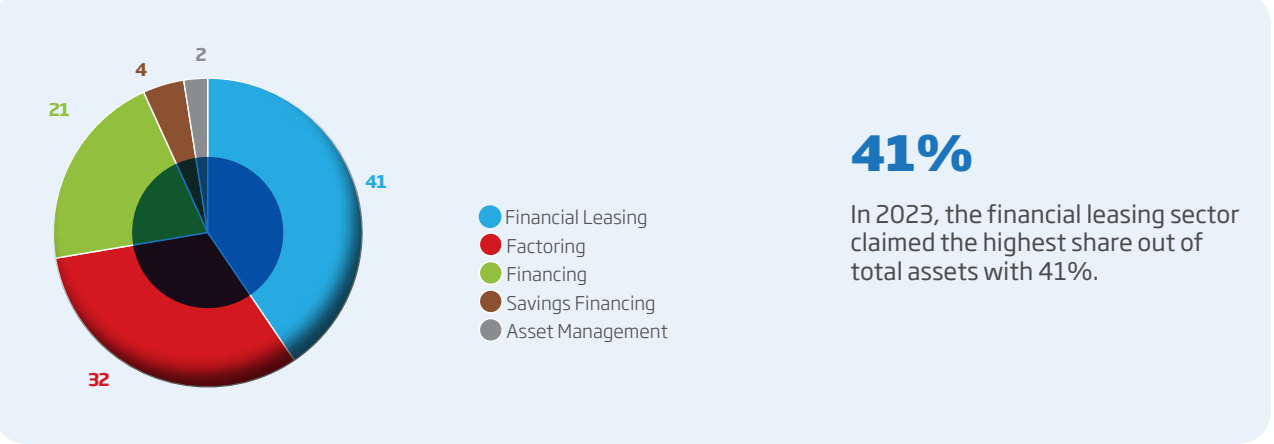 2
4
21
41
32
Financial Leasing
Factoring
Financing
Savings Financing
Asset Management
41%
In 2023, the financial leasing sector
claimed the highest share out of
total assets with 41%.